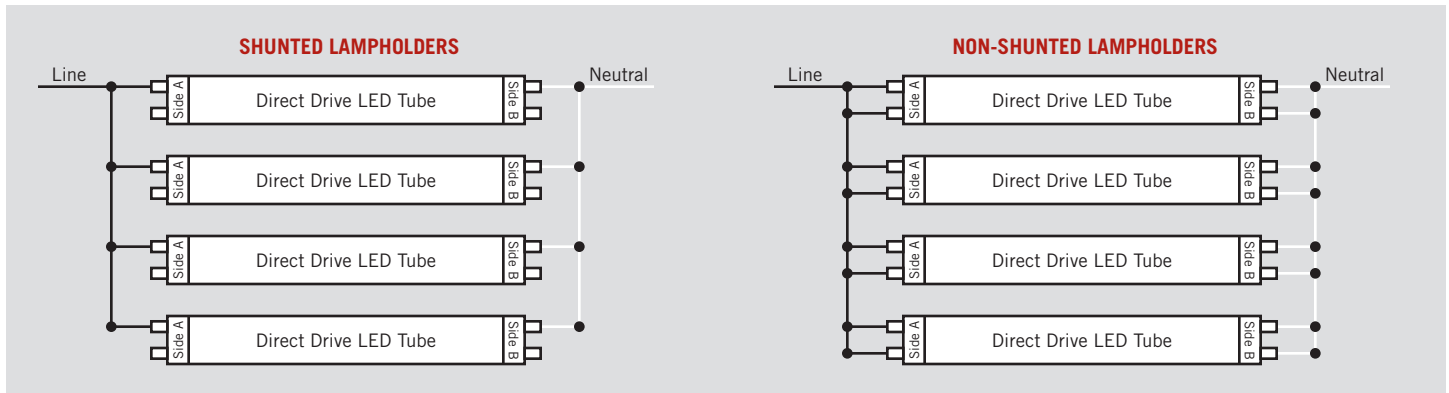 SHUNTED LAMPHOLDERS
Line
Neutral
Side A
Direct Drive LED Tube
Side B
Side A
Direct Drive LED Tube
Side B
Side A
Direct Drive LED Tube
Side B
Side A
Direct Drive LED Tube
Side B
NON-SHUNTED LAMPHOLDERS
Line
Neutral
Side A
Direct Drive LED Tube
Side B
Side A
Direct Drive LED Tube
Side B
Side A
Direct Drive LED Tube
Side B
Side A
Direct Drive LED Tube
Side B